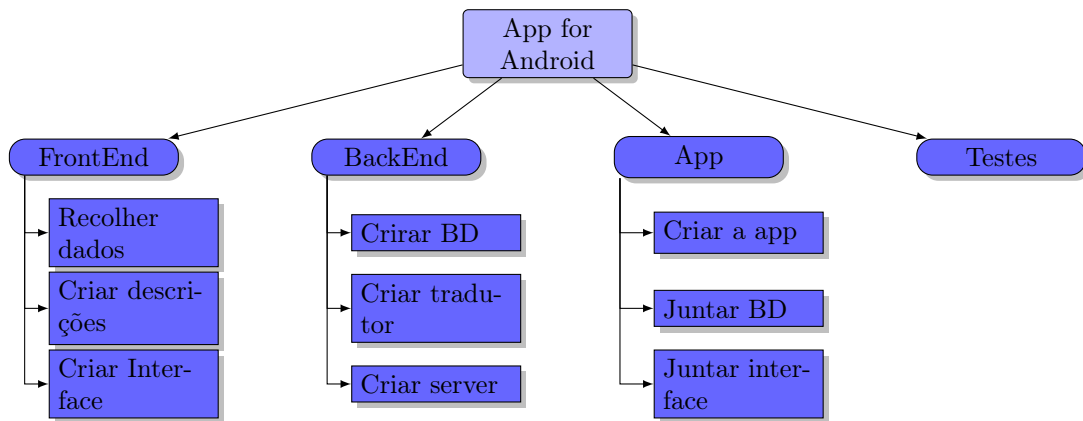 App for
Android
FrontEnd
BackEnd
App
Testes
Recolher
dados
Criar descri-
ções
Criar Inter-
face
Crirar BD
Criar tradu-
tor
Criar server
Criar a app
Juntar BD
Juntar inter-
face